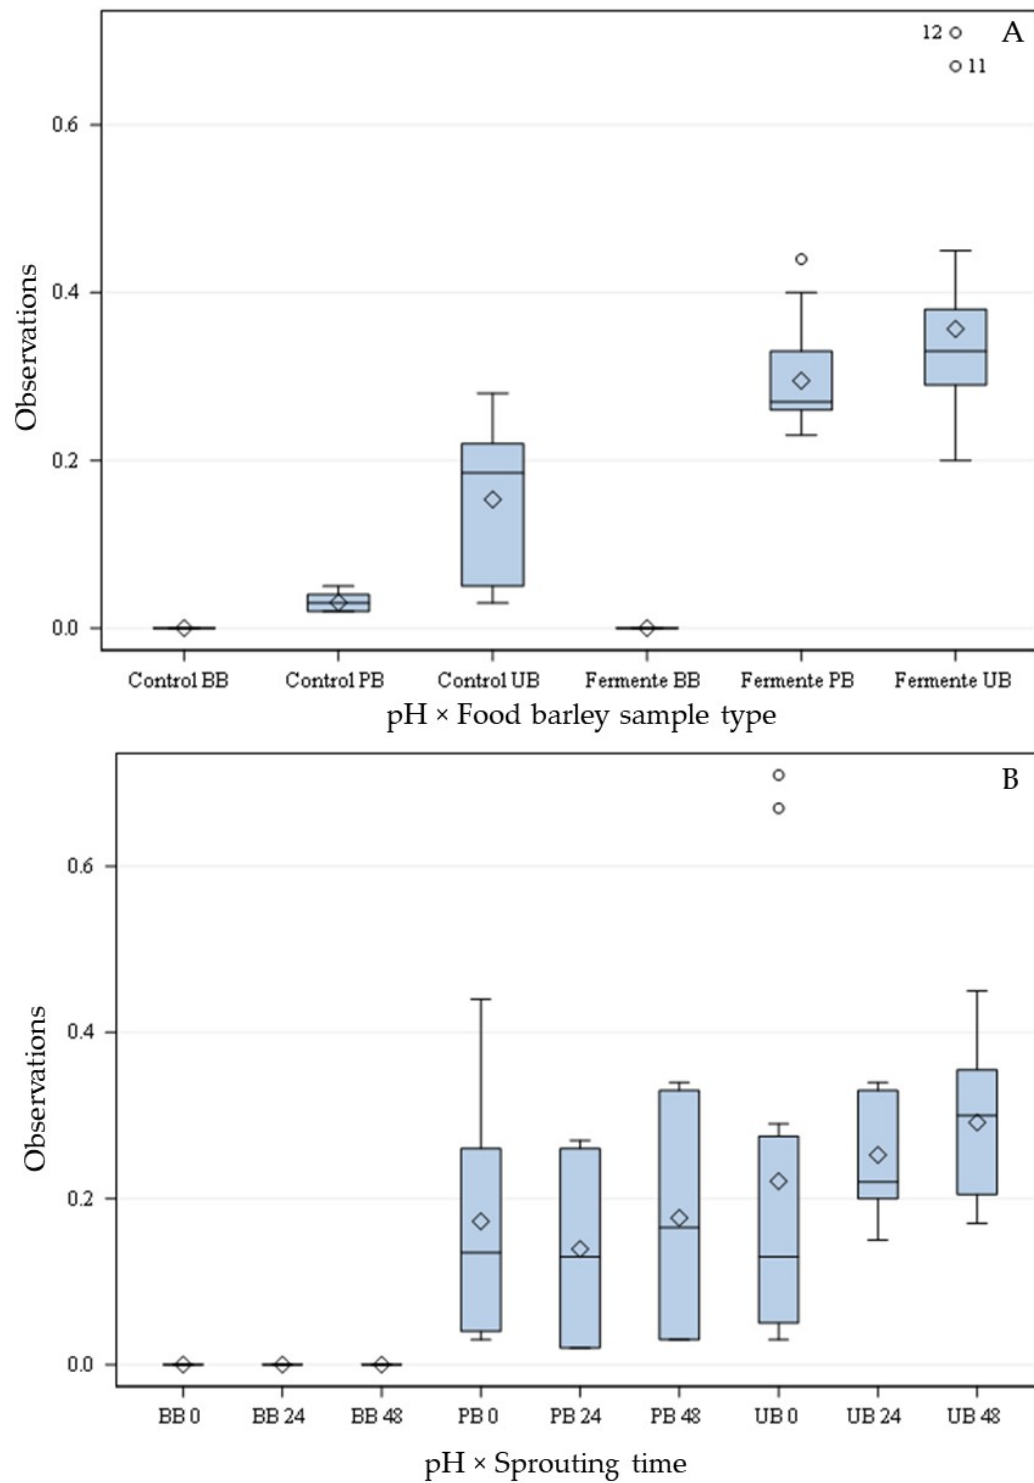 A
12
11
0.6
0.4
0.2
0.0
Observations
Control BB Control PB Control UB Fermente BB Fermente PB Fermente UB
pH × Food barley sample type
B
0.6
0.4
0.2
0.0
Observations
BB 0 BB 24 BB 48 PB 0 PB 24 PB 48 UB 0 UB 24 UB 48
pH × Sprouting time